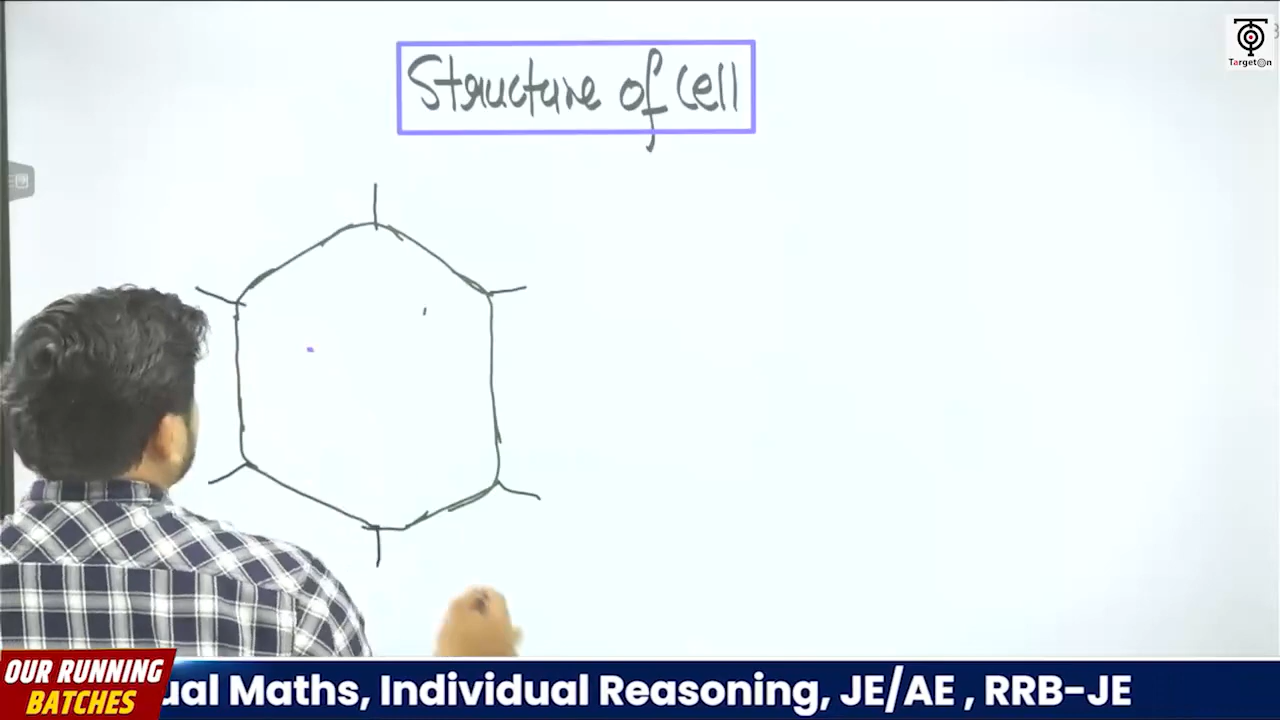 Structure of cell
TargetOn
OUR RUNNING
BATCHES
ual Maths, Individual Reasoning, JE/AE , RRB-JE